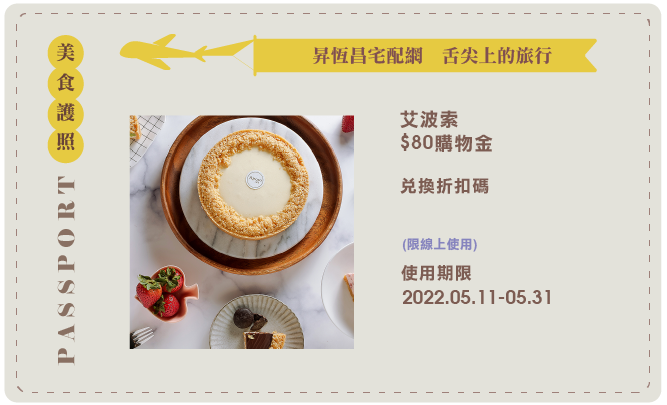 美食護照
PASSPORT
昇恆昌宅配網 舌尖上的旅行
艾波索
$80購物金
兌換折扣碼
(限線上使用)
使用期限
2022.05.11-05.31